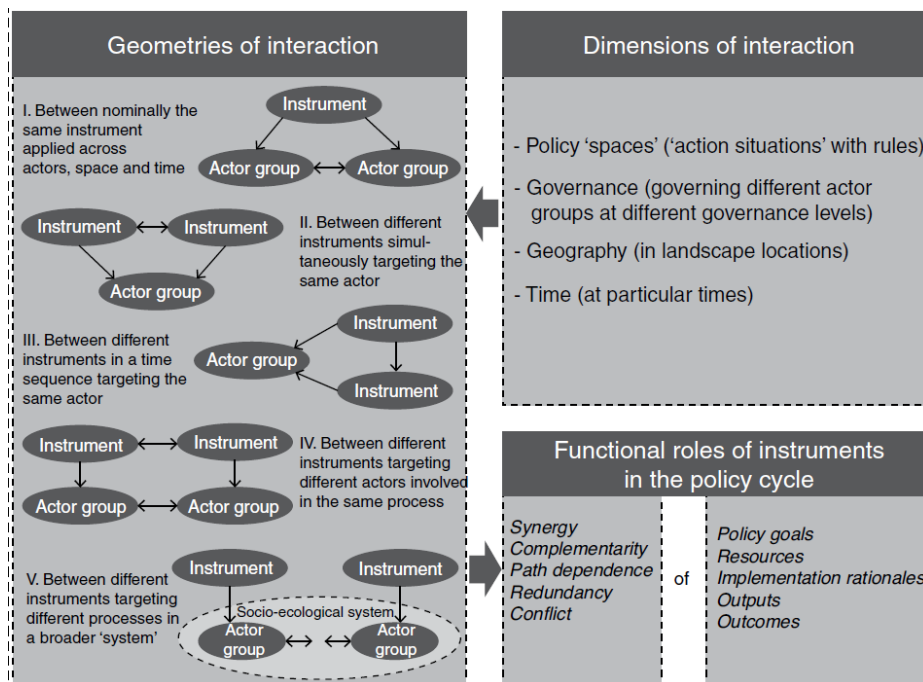 Geometries of interaction
I. Between nominally the
same instrument
applied across
actors, space and time
Instrument
Actor group
Actor group
Instrument
Instrument
Actor group
II. Between different
instruments simul-
taneously targeting the
same actor
III. Between different
instruments in a time
sequence targeting the
same actor
Instrument
Actor group
Instrument
Instrument
Instrument
Actor group
Actor group
IV. Between different
instruments targeting
different actors involved
in the same process
V. Between different
instruments targeting
different processes in
a broader ‘system’
Instrument
Instrument
Socio-ecological system
Actor
group
Actor
group
Dimensions of interaction
- Policy ‘spaces’ (‘action situations’ with rules)
- Governance (governing different actor
groups at different governance levels)
- Geography (in landscape locations)
- Time (at particular times)
Functional roles of instruments
in the policy cycle
Synergy
Complementarity
Path dependence
Redundancy
Conflict
of
Policy goals
Resources
Implementation rationales
Outputs
Outcomes